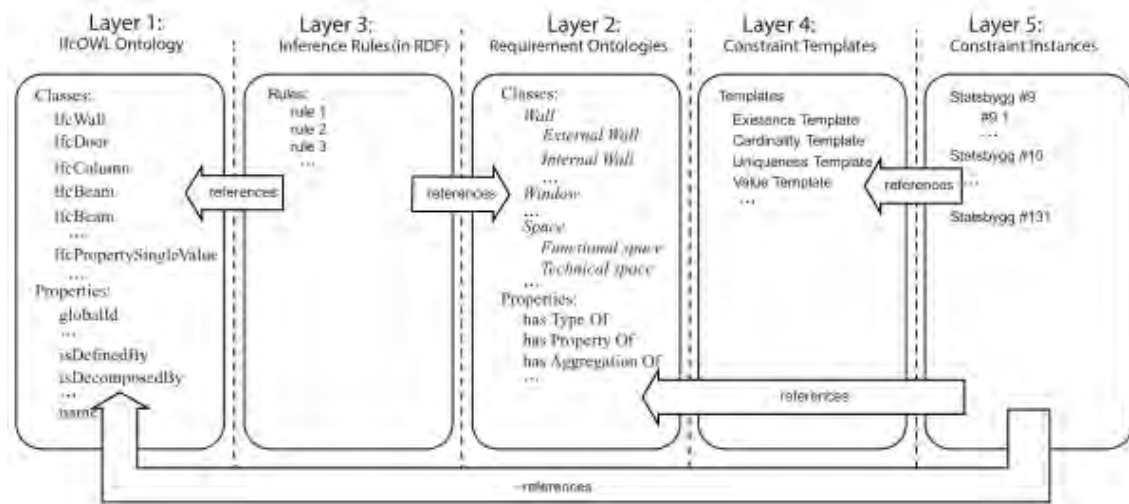 Layer 1:
IfcOWL Ontology
Classes:
IfcWall
IfcDoor
IfcColumn
IfcBeam
IfcBeam
....
IfcPropertySingleValue
...
Properties:
globalId
...
isDefinedBy
isDecomposedBy
...
name
Layer 3:
Inference Rules (in RDF)
Rules:
rule 1
rule 2
rule 3
...
references
references
Layer 2:
Requirement Ontologies
Classes:
Wall
External Wall
Internal Wall
...
Window
...
Space
Functional space
Technical space
...
Properties:
has Type Of
has Property Of
has Aggregation Of
...
Layer 4:
Constraint Templates
Templates
Existence Template
Cardinality Template
Uniqueness Template
Value Template
...
references
Layer 5:
Constraint Instances
Statsbygg #9
#9 1
...
Statsbygg #10
...
Statsbygg #131
references
references